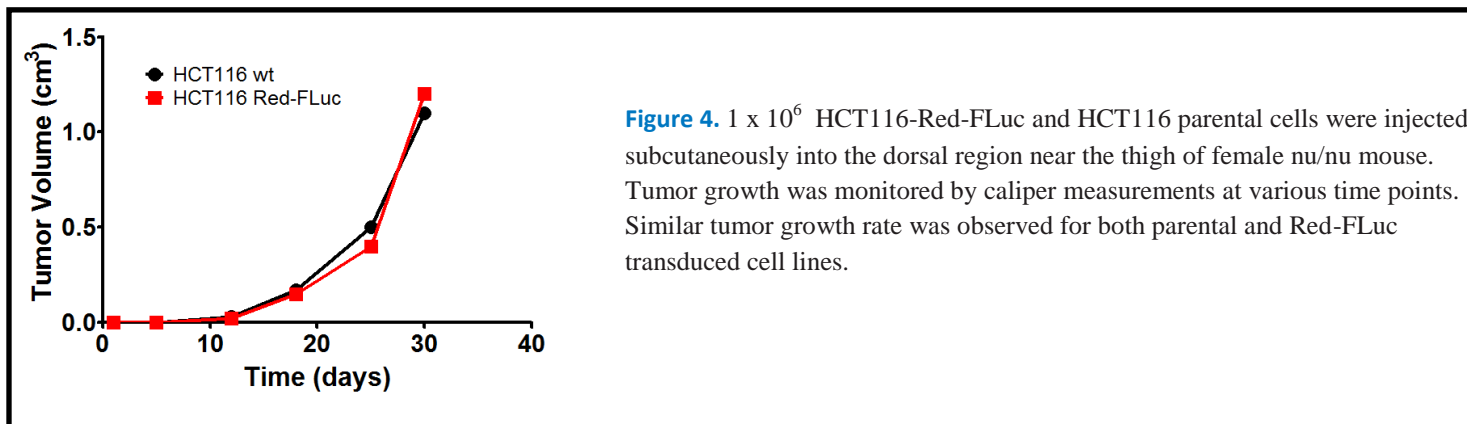 1.5
1.0
0.5
0.0
Tumor Volume (cm³)
HCT116 wt
HCT116 Red-FLuc
0 10 20 30 40
Time (days)
Figure 4. 1 x 10⁶ HCT116-Red-FLuc and HCT116 parental cells were injected
subcutaneously into the dorsal region near the thigh of female nu/nu mouse.
Tumor growth was monitored by caliper measurements at various time points.
Similar tumor growth rate was observed for both parental and Red-FLuc
transduced cell lines.